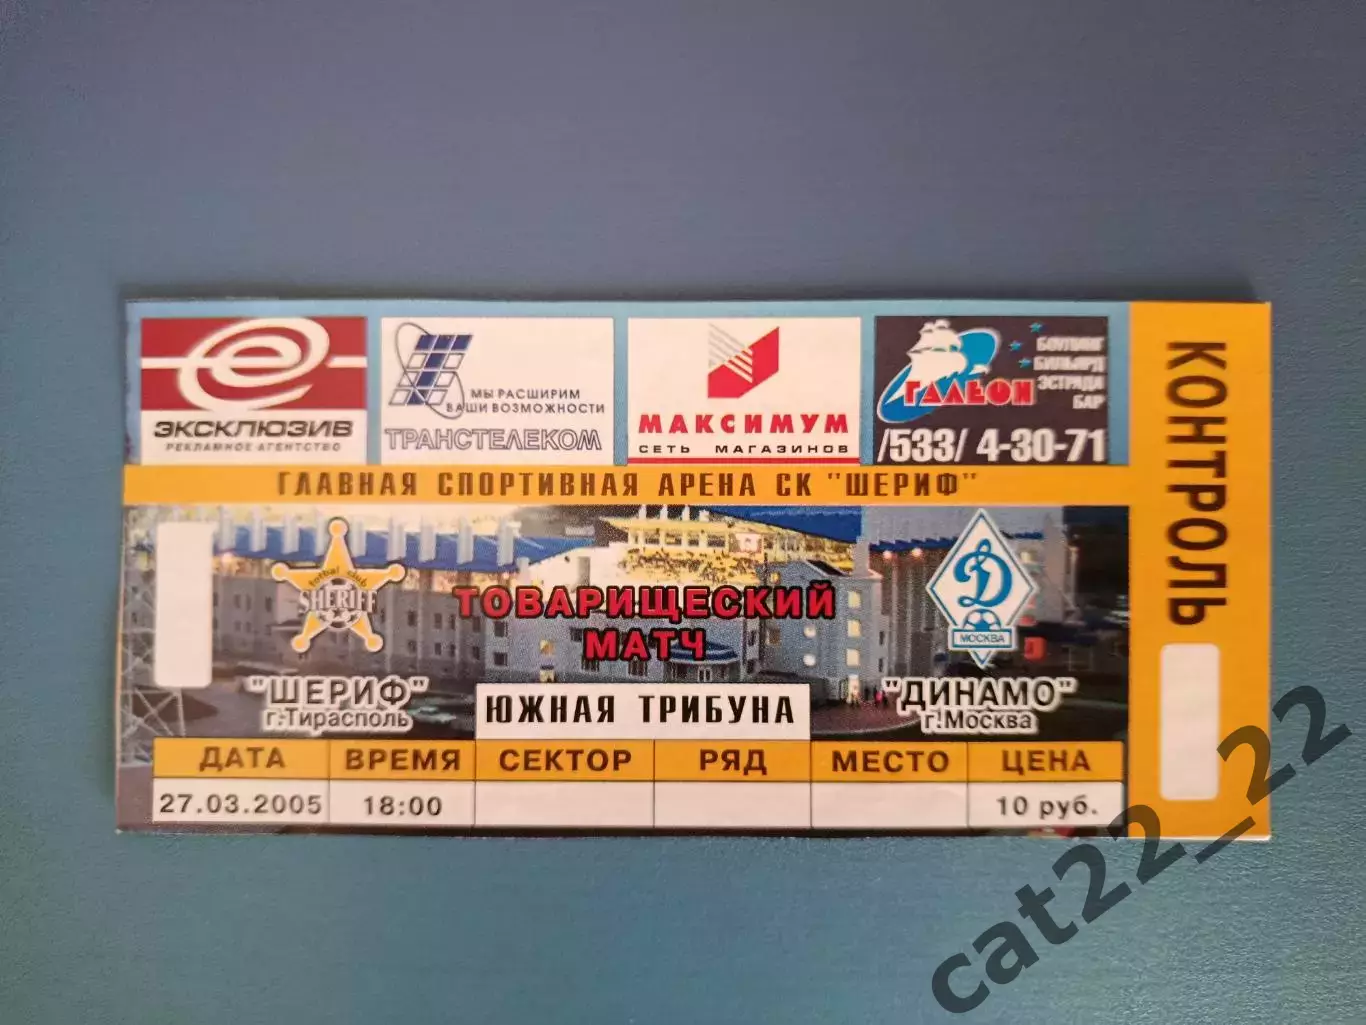 ЭКСКЛЮЗИВ
РЕКЛАМНОЕ АГЕНТСТВО
МЫ РАСШИРИМ
ВАШИ ВОЗМОЖНОСТИ
ТРАНСТЕЛЕКОМ
МАКСИМУМ
СЕТЬ МАГАЗИНОВ
ГАЛЕОН
БОУЛИНГ
БИЛЬЯРД
ЭСТРАДА
БАР
/533/ 4-30-71
ГЛАВНАЯ СПОРТИВНАЯ АРЕНА СК "ШЕРИФ"
fotbal club
SHERIFF
ТОВАРИЩЕСКИЙ
МАТЧ
Д
МОСКВА
"ШЕРИФ"
г.Тирасполь
ЮЖНАЯ ТРИБУНА
"ДИНАМО"
г.Москва
ДАТА ВРЕМЯ СЕКТОР РЯД МЕСТО ЦЕНА
27.03.2005 18:00 10 руб.
КОНТРОЛЬ
cat22_22